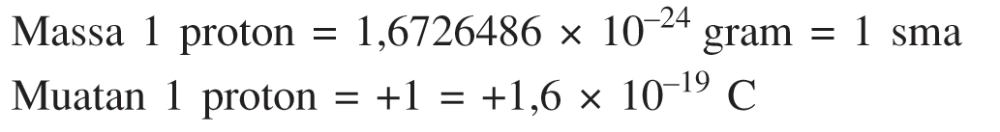 Massa 1 proton = 1,6726486 × 10⁻²⁴ gram = 1 sma
Muatan 1 proton = +1 = +1,6 × 10⁻¹⁹ C